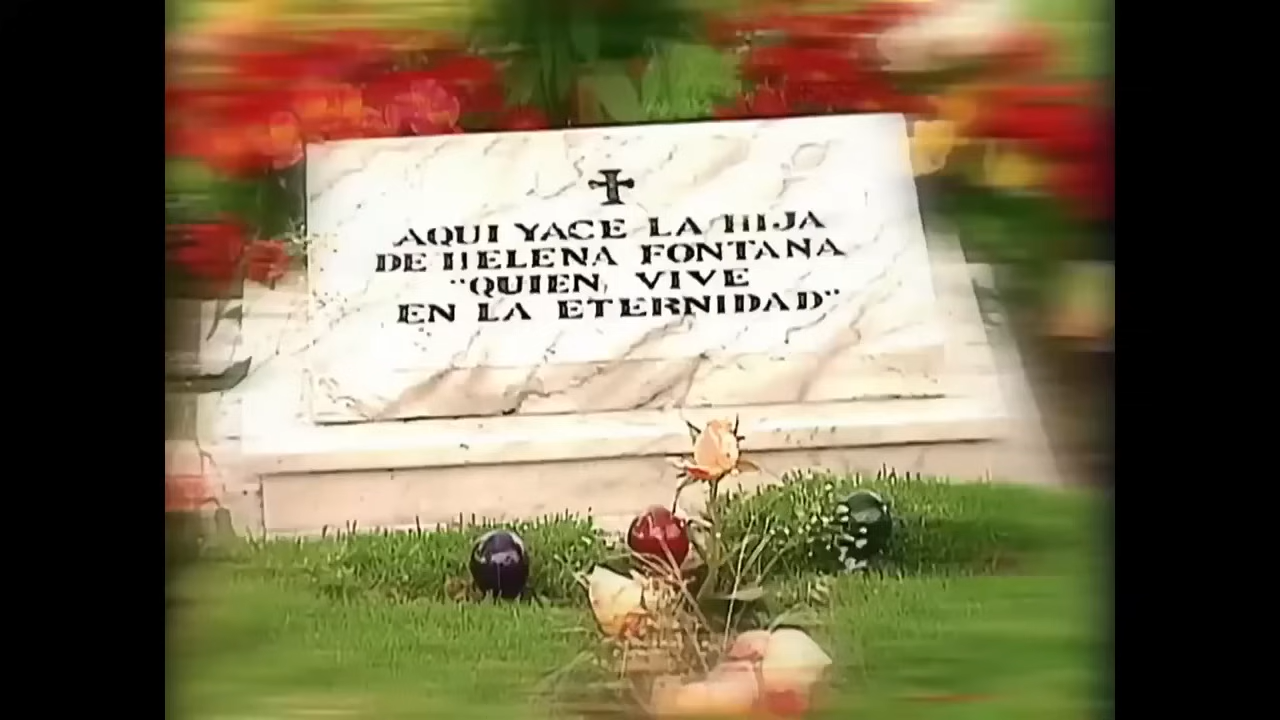 AQUI YACE LA HIJA
DE HELENA FONTANA
"QUIEN VIVE
EN LA ETERNIDAD"